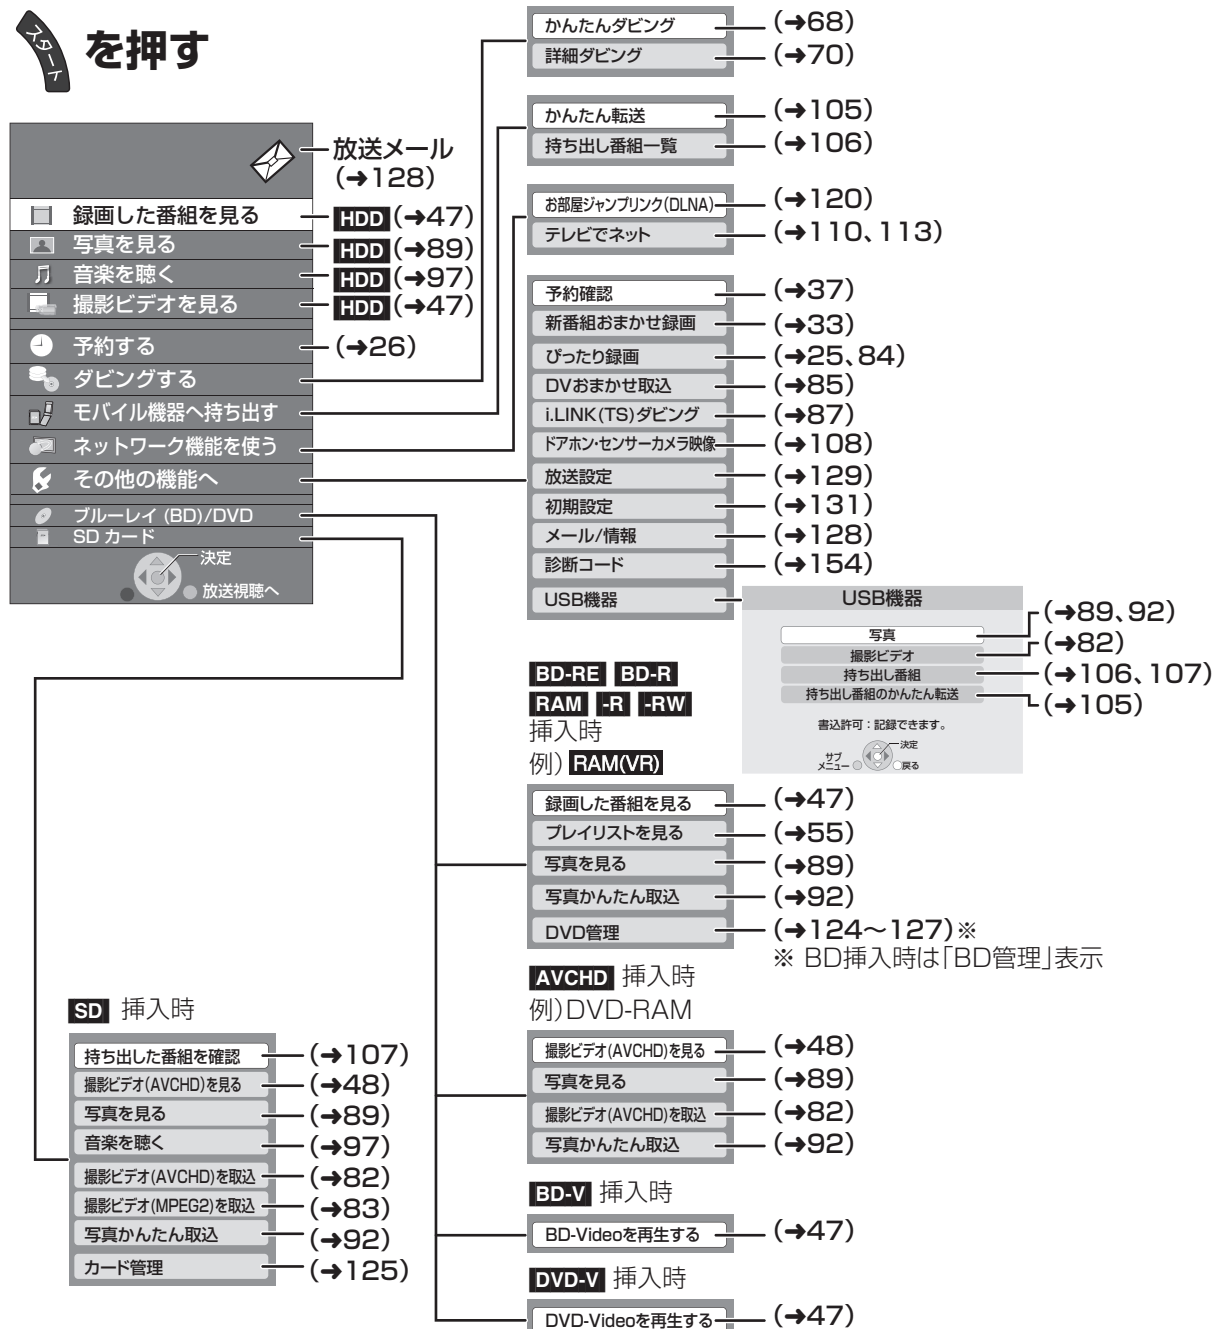 スタート
を押す
放送メール
(➜128)
録画した番組を見る
HDD (➜47)
写真を見る
HDD (➜89)
音楽を聴く
HDD (➜97)
撮影ビデオを見る
HDD (➜47)
予約する
(➜26)
ダビングする
モバイル機器へ持ち出す
ネットワーク機能を使う
その他の機能へ
ブルーレイ (BD)/DVD
SD カード
決定
放送視聴へ
かんたんダビング
(➜68)
詳細ダビング
(➜70)
かんたん転送
(➜105)
持ち出し番組一覧
(➜106)
お部屋ジャンプリンク(DLNA)
(➜120)
テレビでネット
(➜110、113)
予約確認
(➜37)
新番組おまかせ録画
(➜33)
ぴったり録画
(➜25、84)
DVおまかせ取込
(➜85)
i.LINK(TS)ダビング
(➜87)
ドアホン・センサーカメラ映像
(➜108)
放送設定
(➜129)
初期設定
(➜131)
メール/情報
(➜128)
診断コード
(➜154)
USB機器
USB機器
写真
(➜89、92)
撮影ビデオ
(➜82)
持ち出し番組
(➜106、107)
持ち出し番組のかんたん転送
(➜105)
書込許可：記録できます。
決定
サブ
メニュー
戻る
BD-RE BD-R
RAM -R -RW
挿入時
例) RAM(VR)
録画した番組を見る
(➜47)
プレイリストを見る
(➜55)
写真を見る
(➜89)
写真かんたん取込
(➜92)
DVD管理
(➜124～127)※
※ BD挿入時は「BD管理」表示
AVCHD 挿入時
例)DVD-RAM
撮影ビデオ(AVCHD)を見る
(➜48)
写真を見る
(➜89)
撮影ビデオ(AVCHD)を取込
(➜82)
写真かんたん取込
(➜92)
BD-V 挿入時
BD-Videoを再生する
(➜47)
DVD-V 挿入時
DVD-Videoを再生する
(➜47)
SD 挿入時
持ち出した番組を確認
(➜107)
撮影ビデオ(AVCHD)を見る
(➜48)
写真を見る
(➜89)
音楽を聴く
(➜97)
撮影ビデオ(AVCHD)を取込
(➜82)
撮影ビデオ(MPEG2)を取込
(➜83)
写真かんたん取込
(➜92)
カード管理
(➜125)